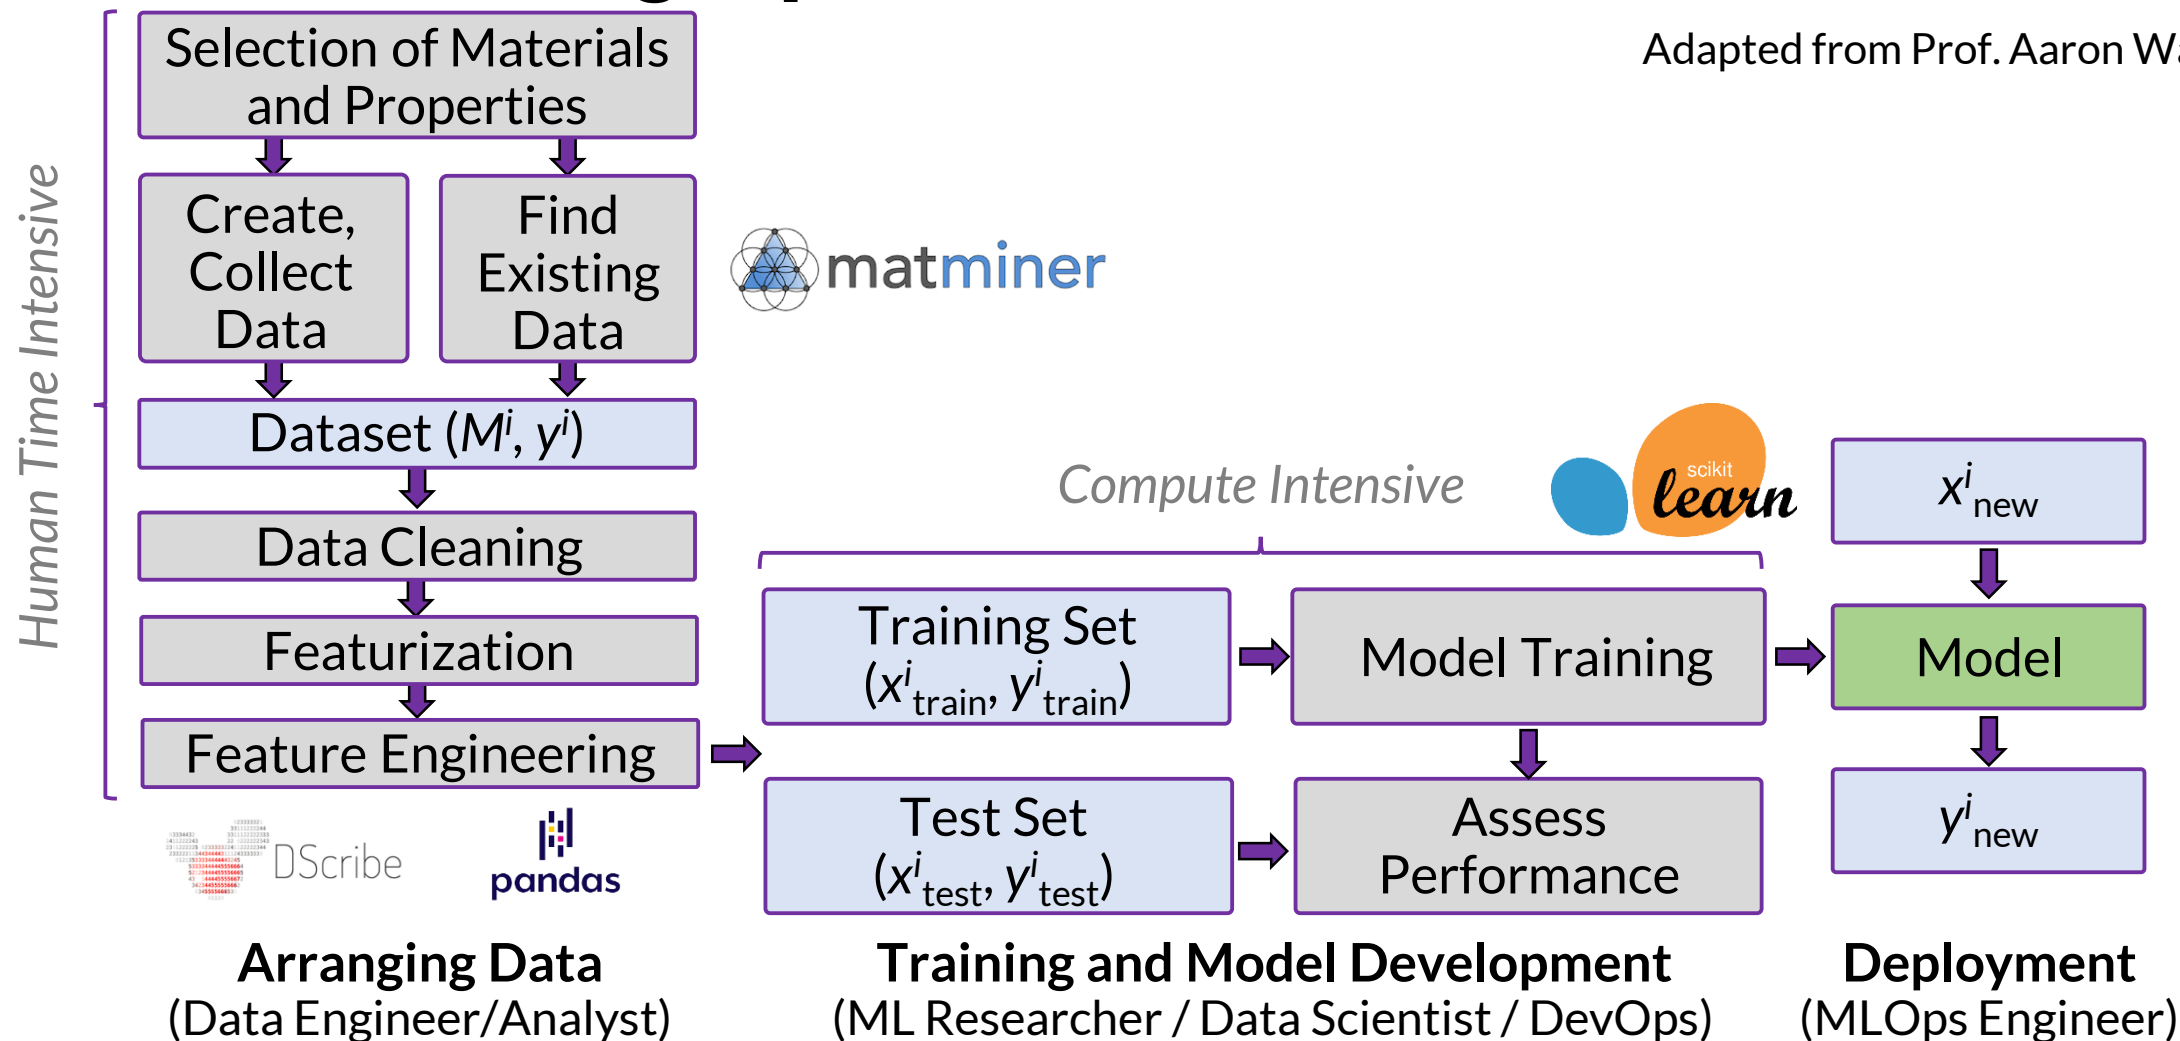 Adapted from Prof. Aaron
Selection of Materials
and Properties
Human Time Intensive
Create,
Collect
Data
Find
Existing
Data
matminer
Dataset (Mⁱ, yⁱ)
Data Cleaning
Featurization
Feature Engineering
DScribe
pandas
Compute Intensive
scikit
learn
Training Set
(xⁱtrain, yⁱtrain)
Model Training
Test Set
(xⁱtest, yⁱtest)
Assess
Performance
xⁱnew
Model
yⁱnew
Arranging Data
(Data Engineer/Analyst)
Training and Model Development
(ML Researcher / Data Scientist / DevOps)
Deployment
(MLOps Engineer)